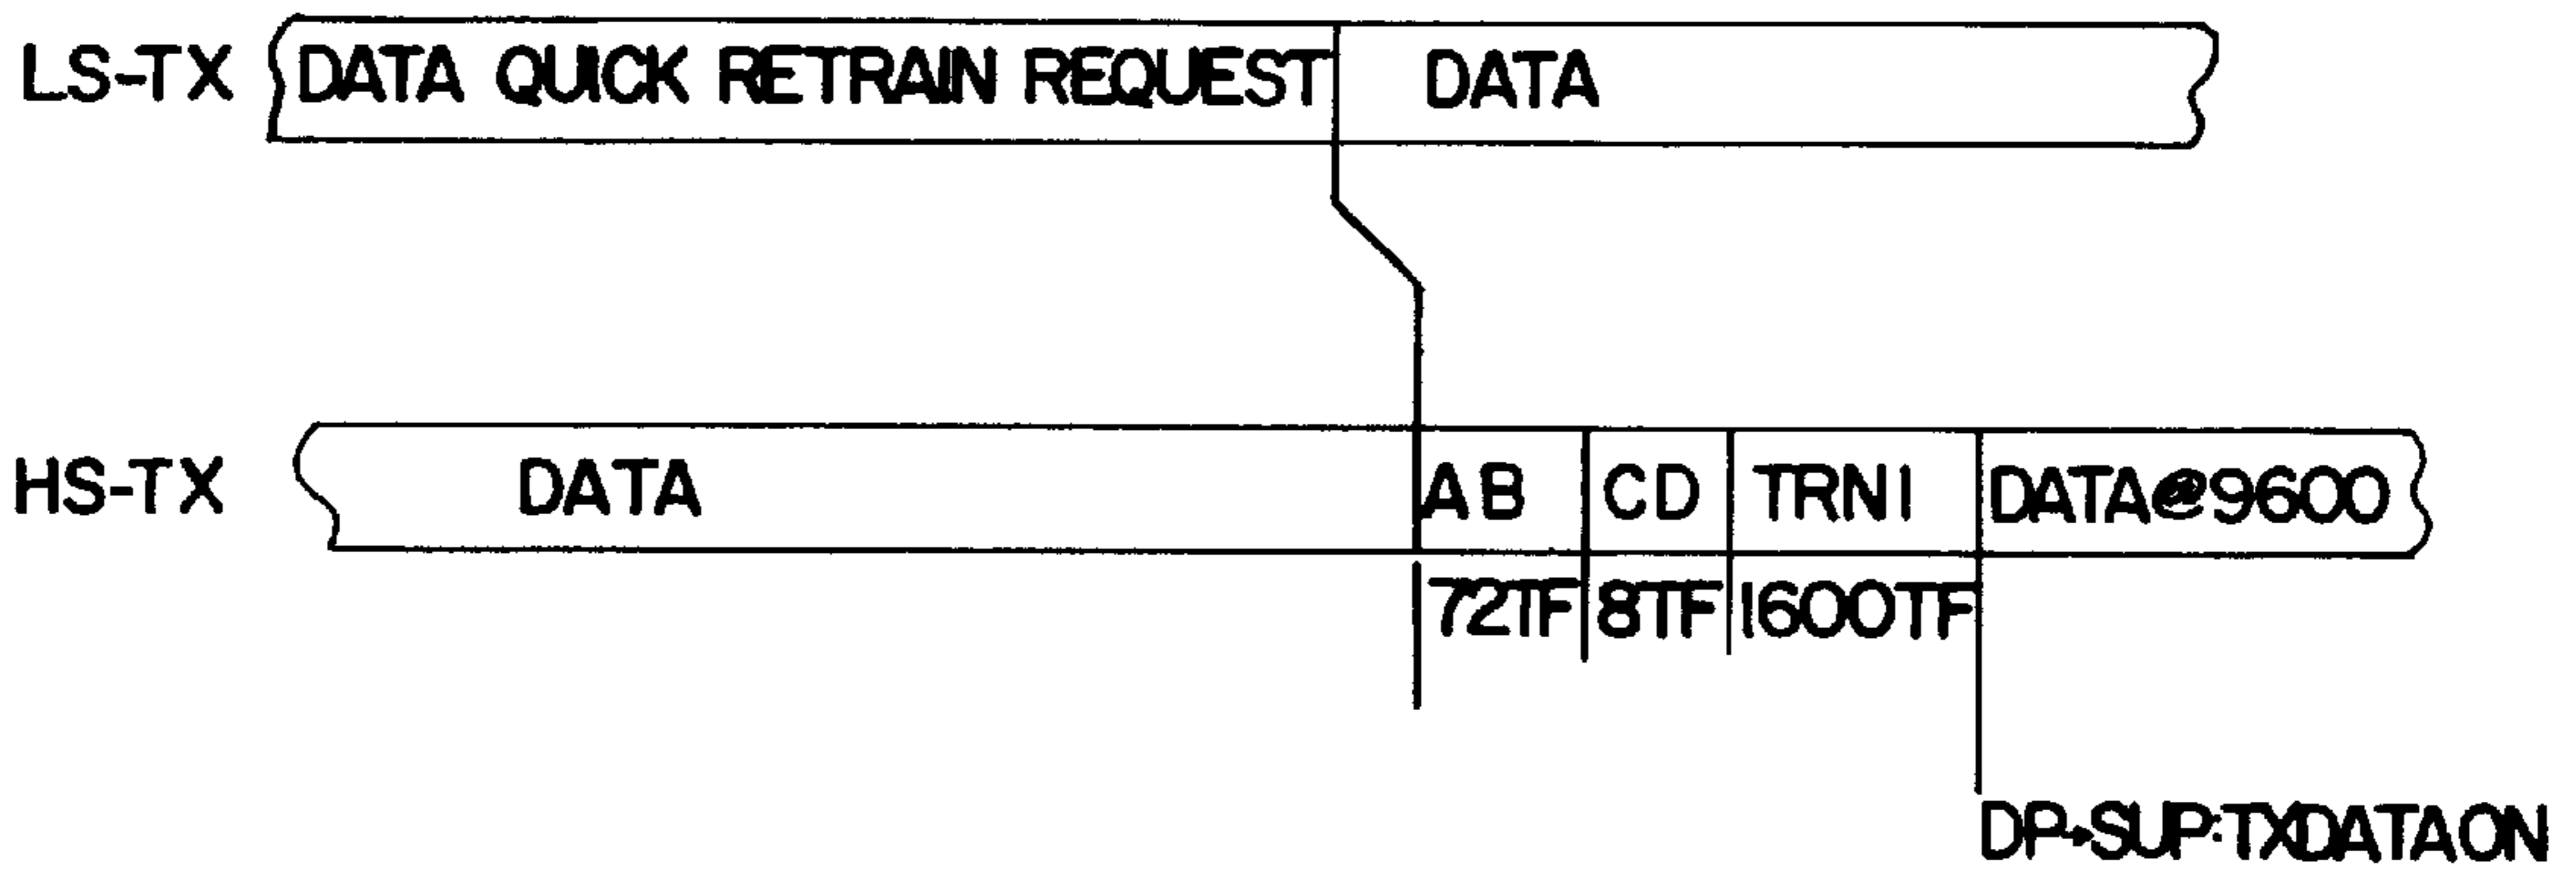 LS-TX DATA QUICK RETRAIN REQUEST DATA
HS-TX DATA AB CD TRN1 DATA@9600
72TF 8TF 1600TF
DP→SUP:TXDATAON